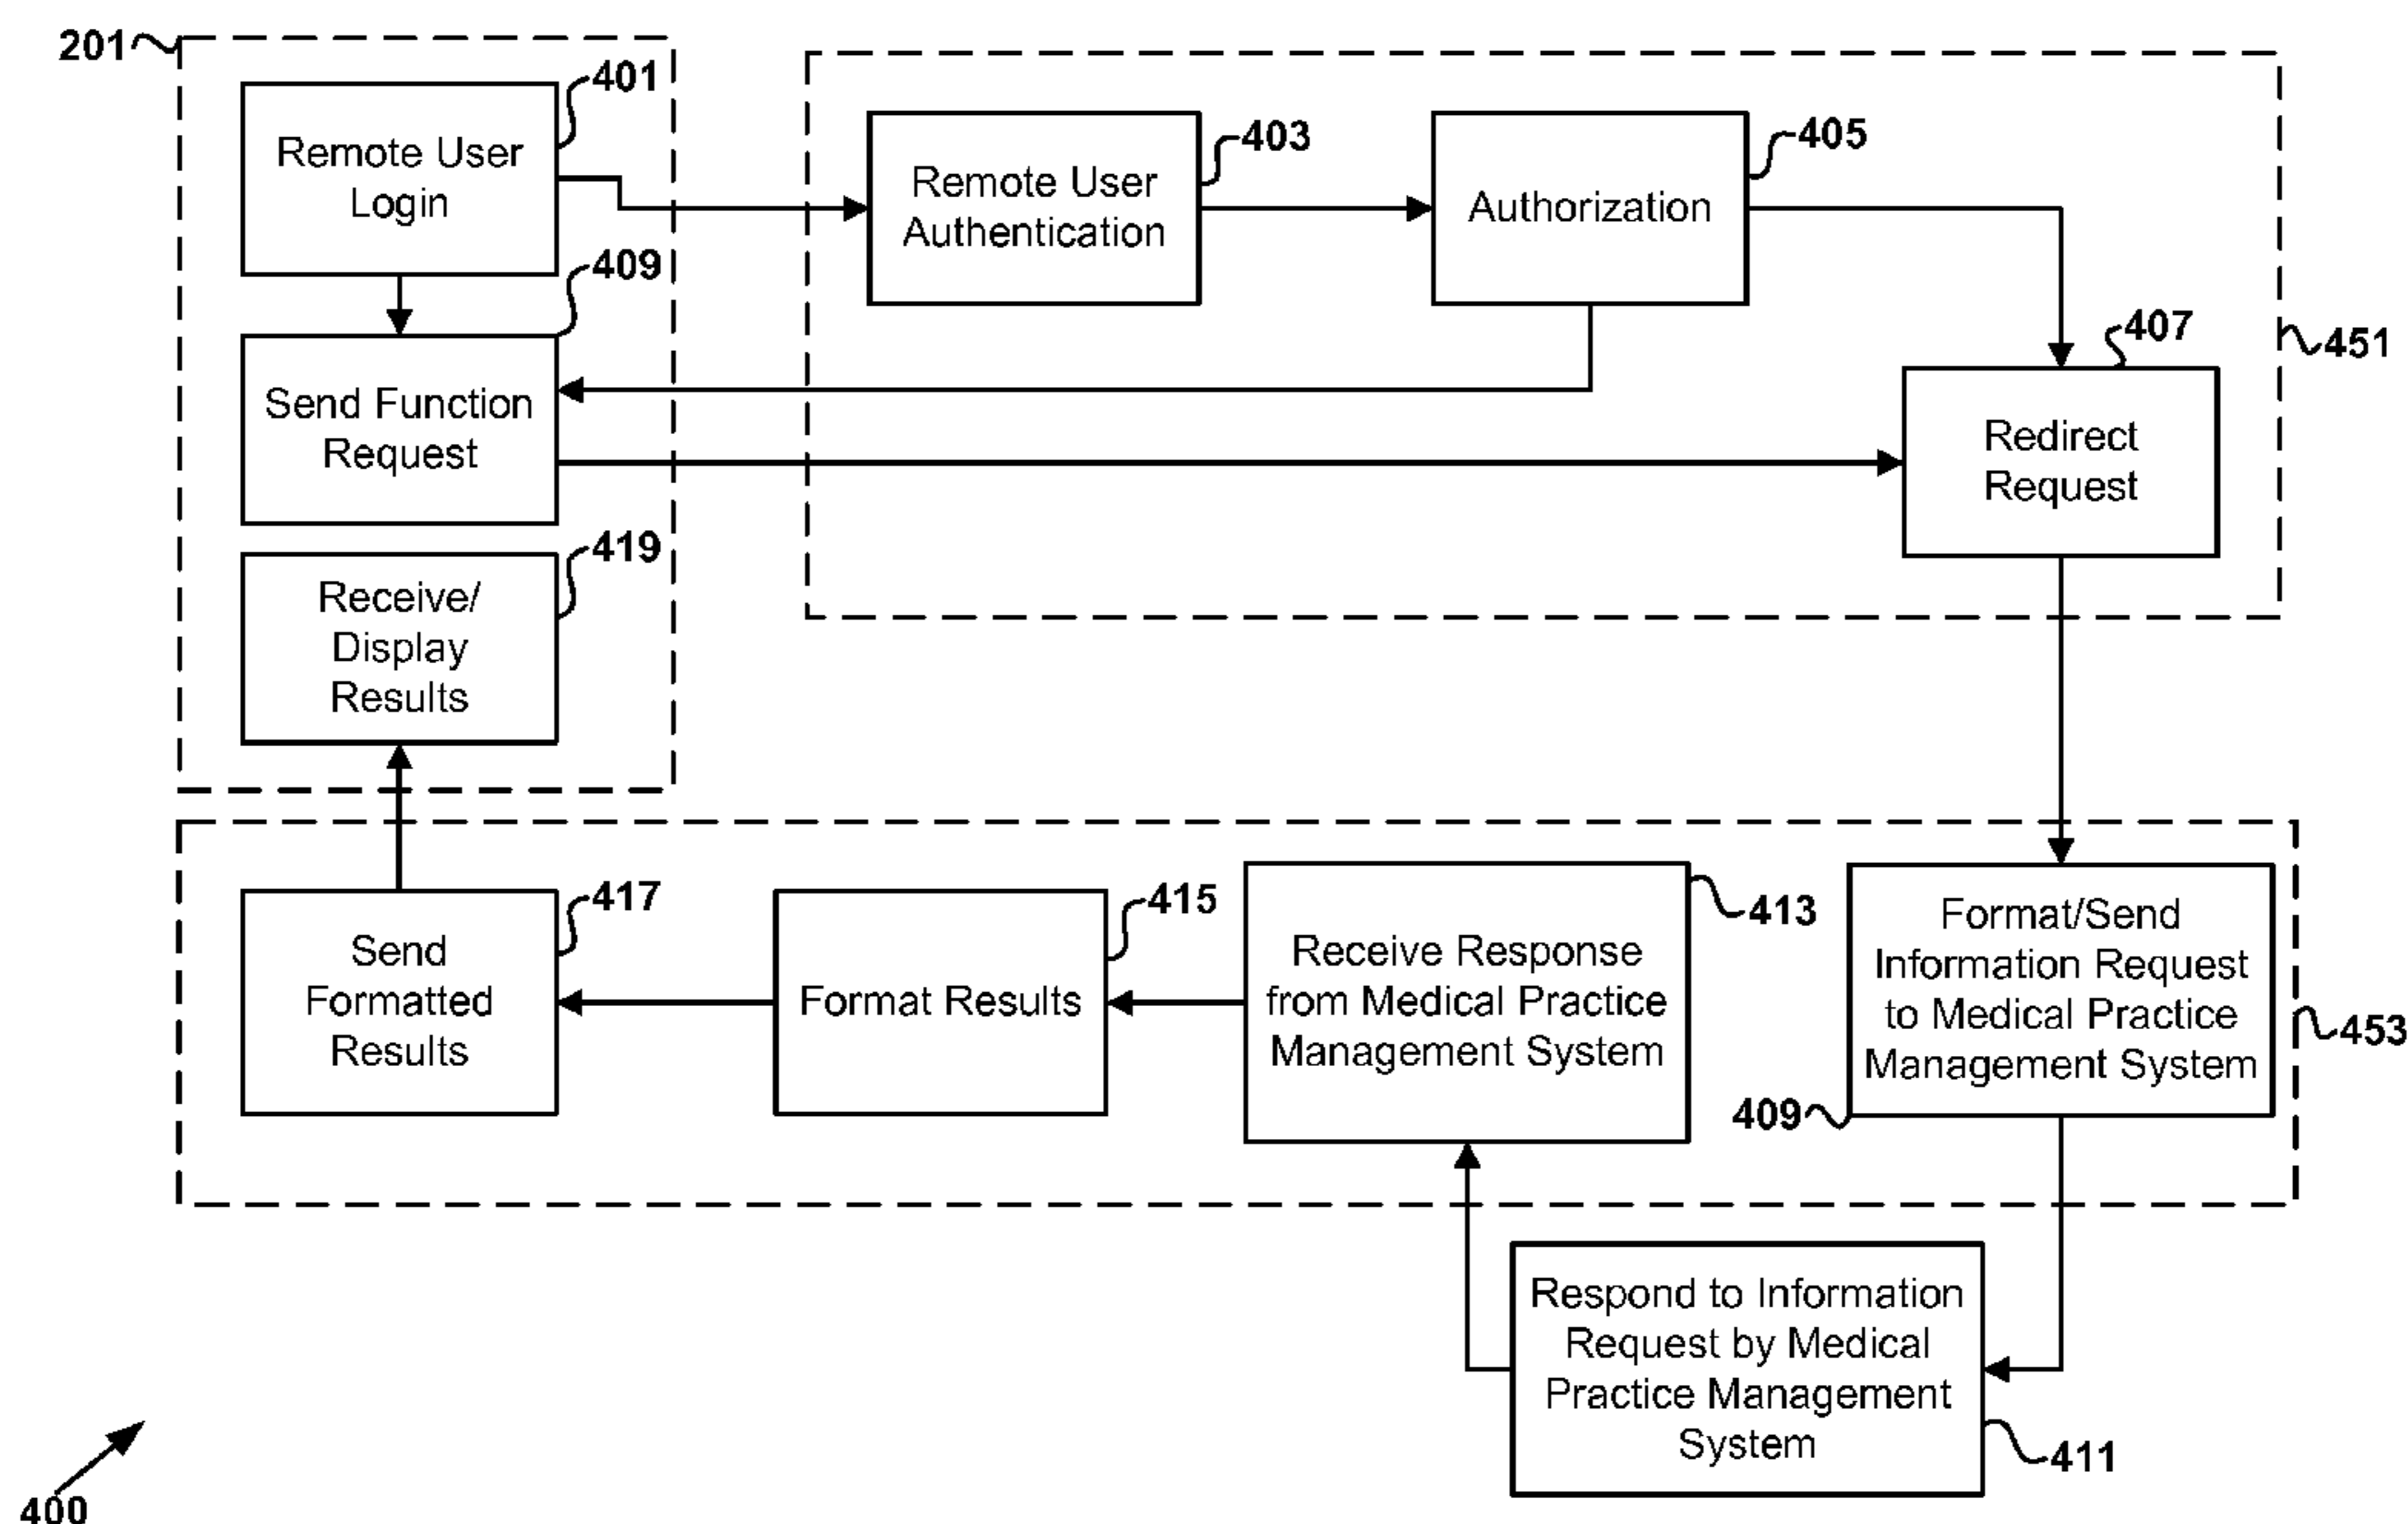 201
401
Remote User
Login
403
Remote User
Authentication
405
Authorization
409
Send Function
Request
407
Redirect
Request
451
419
Receive/
Display
Results
417
Send
Formatted
Results
415
Format Results
413
Receive Response
from Medical Practice
Management System
Format/Send
Information Request
to Medical Practice
Management System
453
409
Respond to Information
Request by Medical
Practice Management
System
411
400